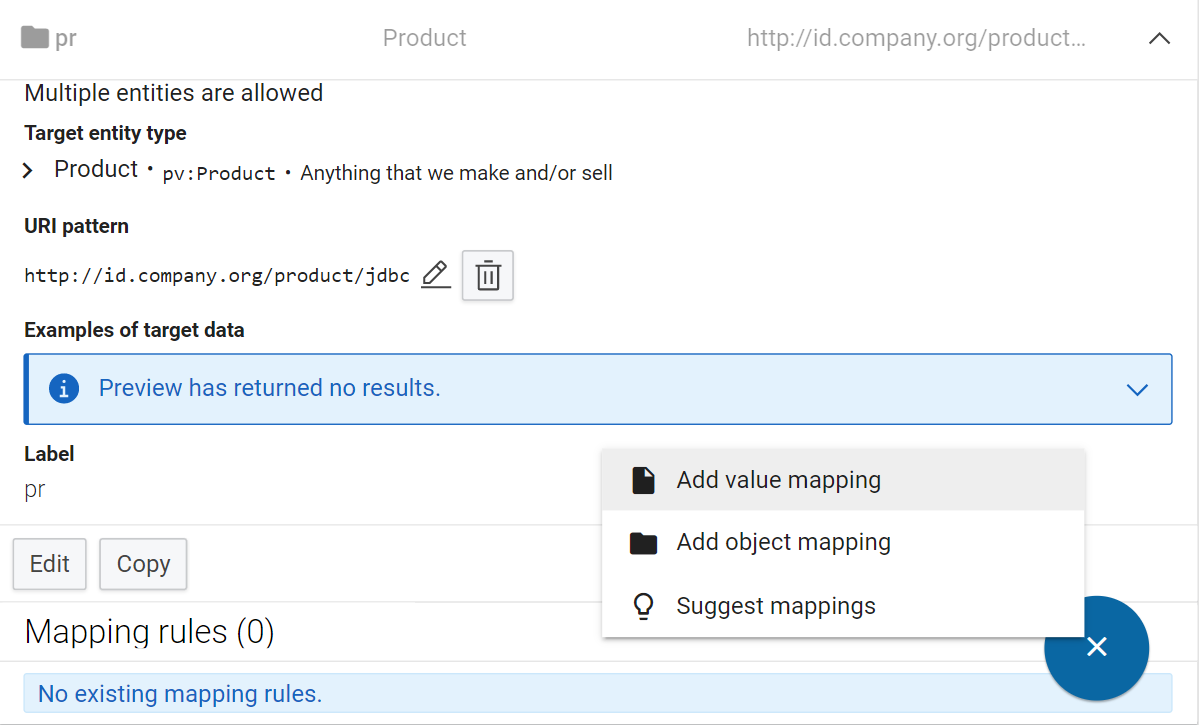 pr Product http://id.company.org/product...
Multiple entities are allowed
Target entity type
Product • pv:Product • Anything that we make and/or sell
URI pattern
http://id.company.org/product/jdbc
Examples of target data
Preview has returned no results.
Label
pr
Add value mapping
Add object mapping
Suggest mappings
Edit Copy
Mapping rules (0)
No existing mapping rules.